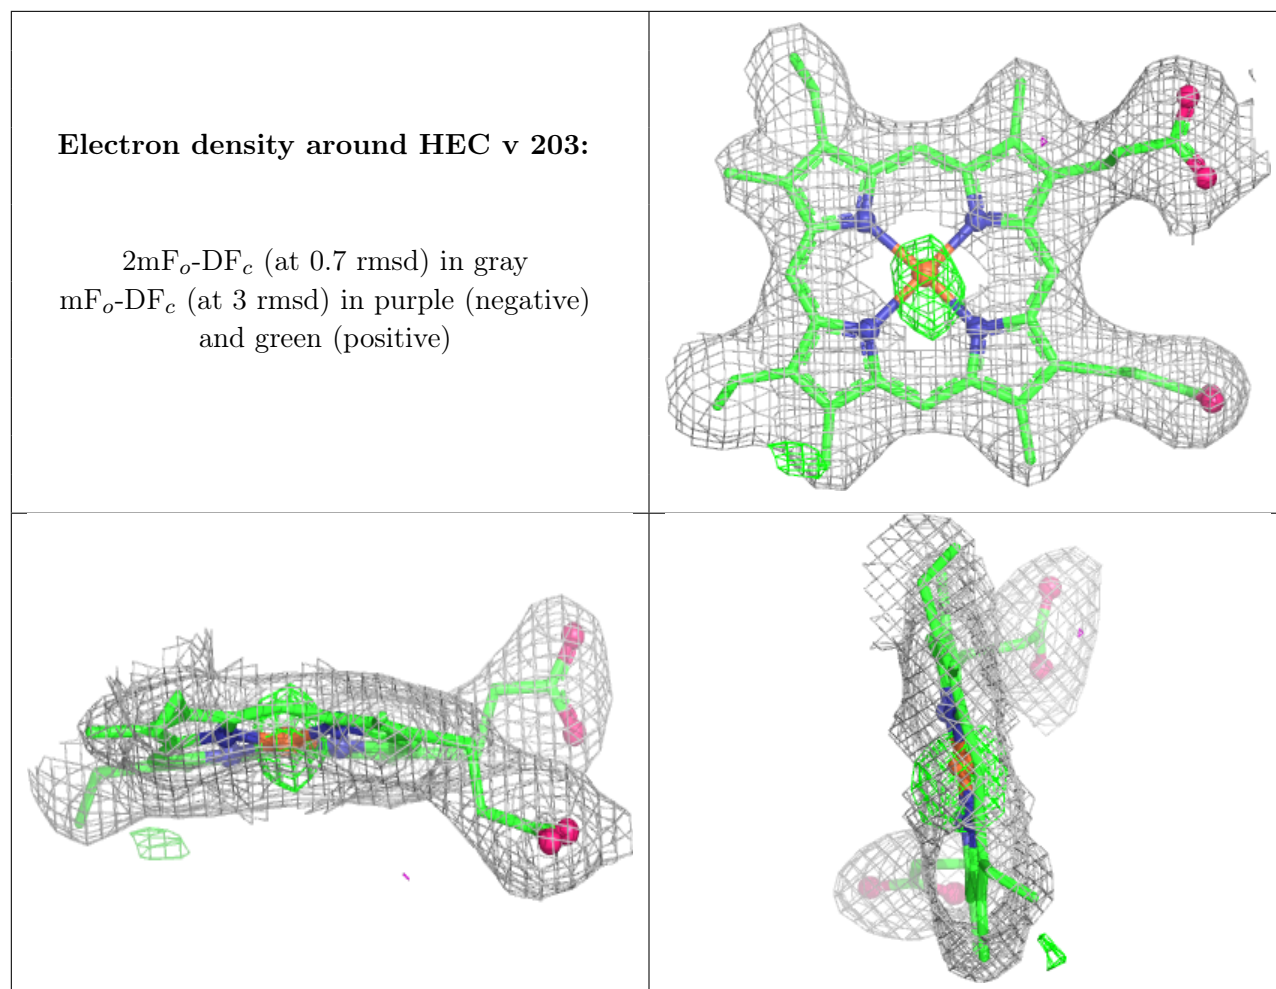 Electron density around HEC v 203:
2mFo-DFc (at 0.7 rmsd) in gray
mFo-DFc (at 3 rmsd) in purple (negative)
and green (positive)